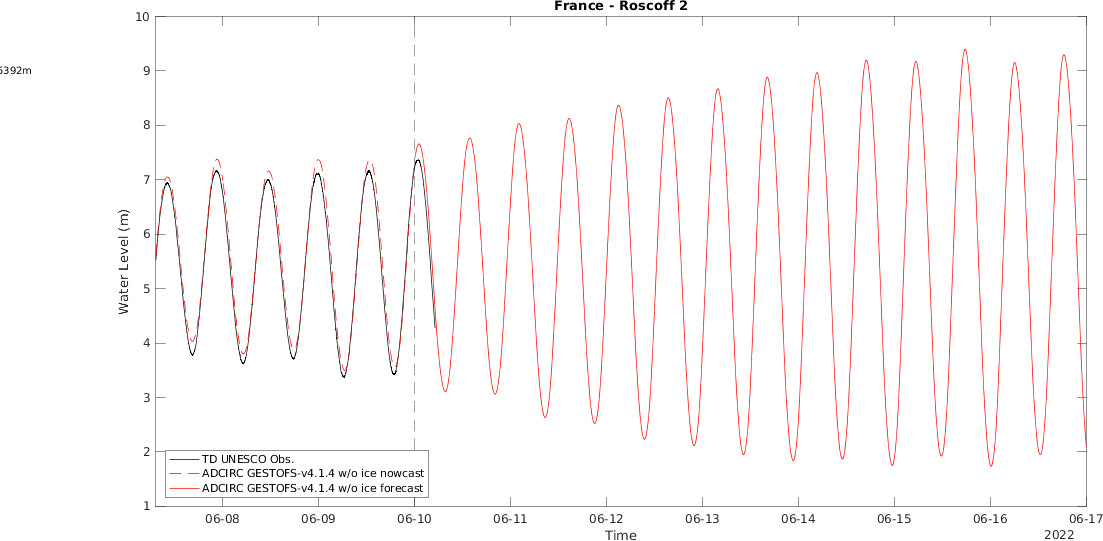 France - Roscoff 2
6392m
Water Level (m)
10
9
8
7
6
5
4
3
2
1
TD UNESCO Obs.
ADCIRC GESTOFS-v4.1.4 w/o ice nowcast
ADCIRC GESTOFS-v4.1.4 w/o ice forecast
06-08 06-09 06-10 06-11 06-12 06-13 06-14 06-15 06-16 06-17
Time
2022